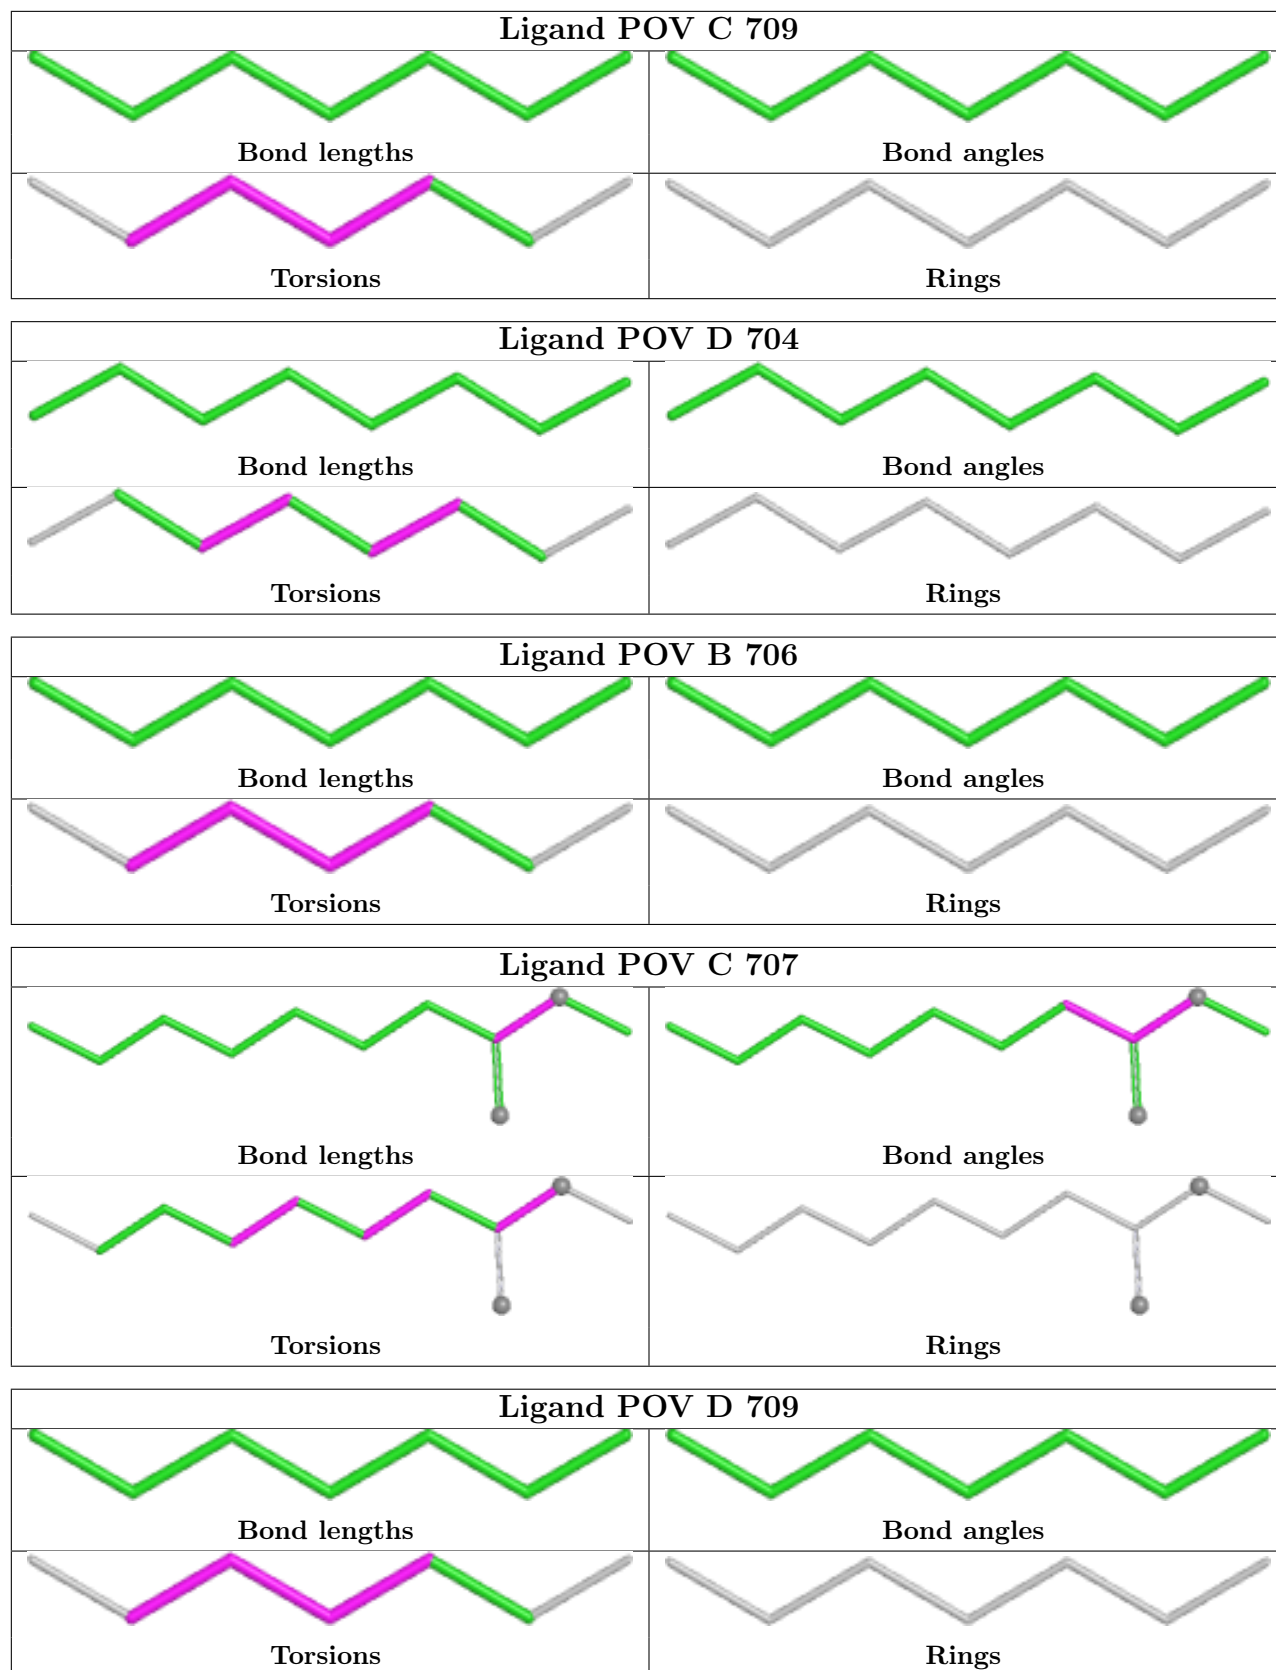 Ligand POV C 709
Bond lengths
Bond angles
Torsions
Rings
Ligand POV D 704
Bond lengths
Bond angles
Torsions
Rings
Ligand POV B 706
Bond lengths
Bond angles
Torsions
Rings
Ligand POV C 707
Bond lengths
Bond angles
Torsions
Rings
Ligand POV D 709
Bond lengths
Bond angles
Torsions
Rings